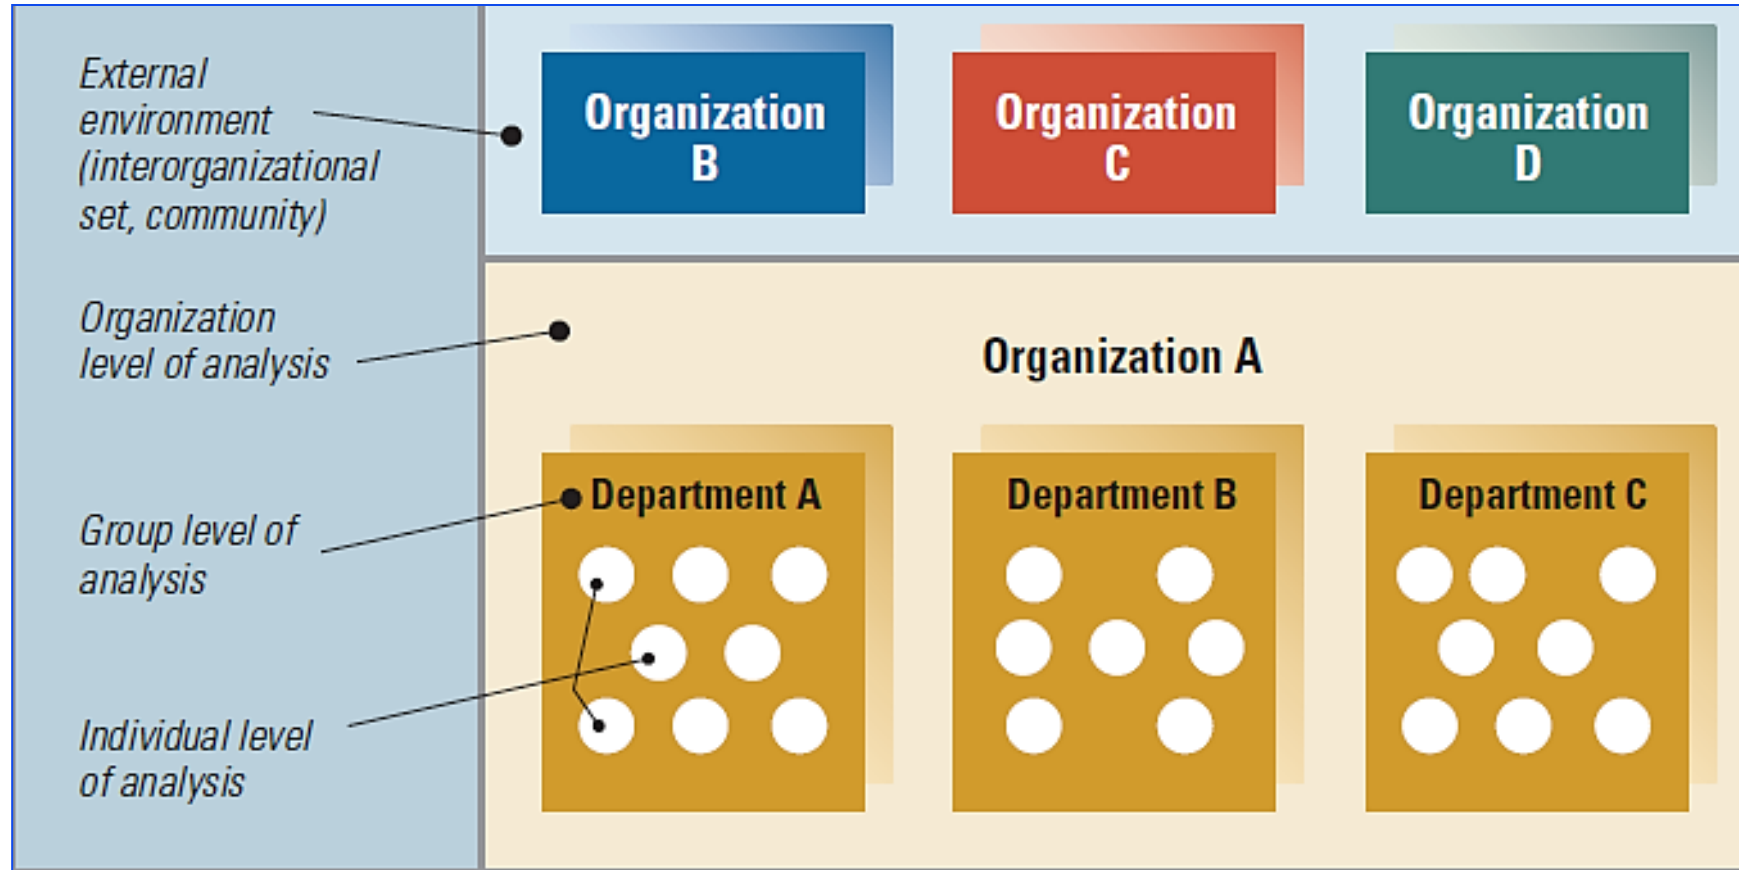 External
environment
(interorganizational
set, community)
Organization
B
Organization
C
Organization
D
Organization
level of analysis
Organization A
Group level of
analysis
Department A
Department B
Department C
Individual level
of analysis